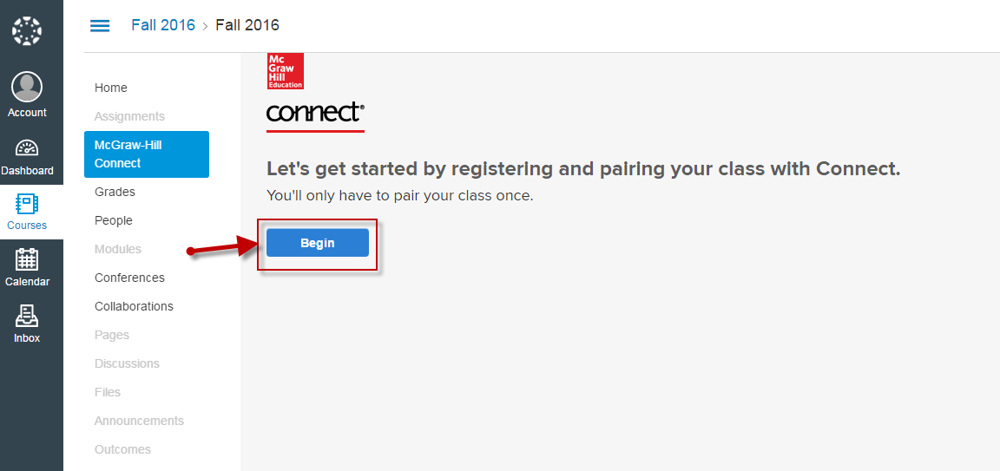 Fall 2016 > Fall 2016
Account
Dashboard
Courses
Calendar
Inbox
Home
Assignments
McGraw-Hill
Connect
Grades
People
Modules
Conferences
Collaborations
Pages
Discussions
Files
Announcements
Outcomes
Mc
Graw
Hill
Education
connect®
Let's get started by registering and pairing your class with Connect.
You'll only have to pair your class once.
Begin